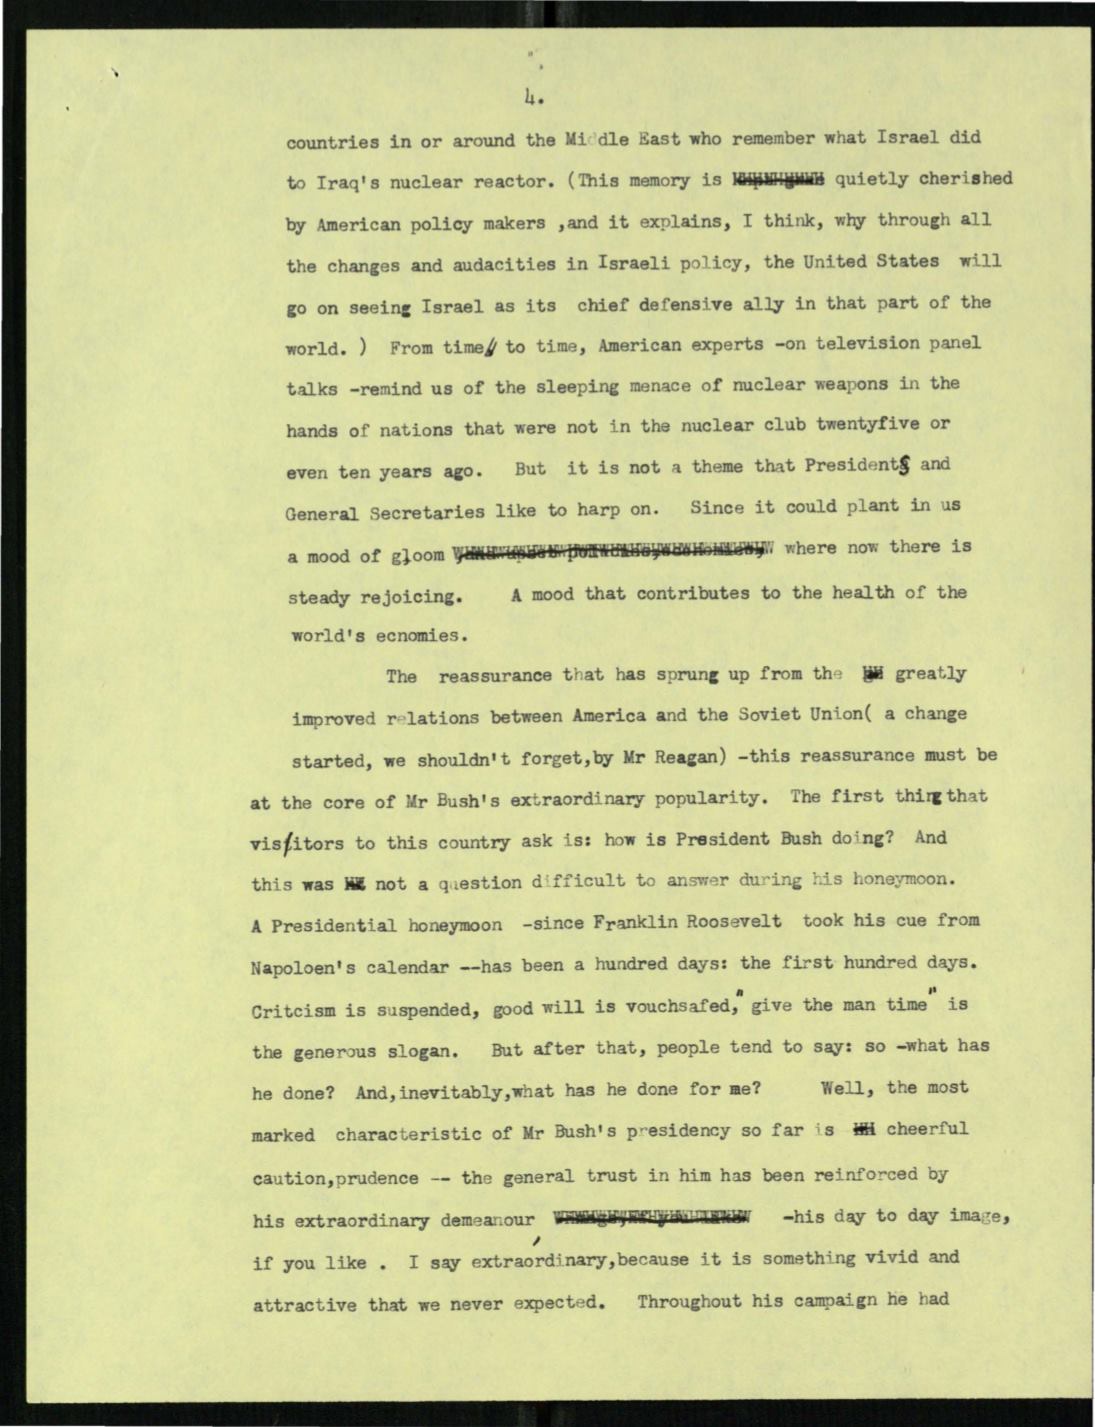 4.
countries in or around the Middle East who remember what Israel did
to Iraq's nuclear reactor. (This memory is quietly cherished
by American policy makers ,and it explains, I think, why through all
the changes and audacities in Israeli policy, the United States will
go on seeing Israel as its chief defensive ally in that part of the
world. ) From time to time, American experts -on television panel
talks -remind us of the sleeping menace of nuclear weapons in the
hands of nations that were not in the nuclear club twentyfive or
even ten years ago. But it is not a theme that Presidents and
General Secretaries like to harp on. Since it could plant in us
a mood of gloom where now there is
steady rejoicing. A mood that contributes to the health of the
world's ecnomies.
The reassurance that has sprung up from the greatly
improved relations between America and the Soviet Union( a change
started, we shouldn't forget,by Mr Reagan) -this reassurance must be
at the core of Mr Bush's extraordinary popularity. The first thing that
visitors to this country ask is: how is President Bush doing? And
this was not a question difficult to answer during his honeymoon.
A Presidential honeymoon -since Franklin Roosevelt took his cue from
Napoloen's calendar --has been a hundred days: the first hundred days.
Critcism is suspended, good will is vouchsafed," give the man time" is
the generous slogan. But after that, people tend to say: so -what has
he done? And,inevitably,what has he done for me? Well, the most
marked characteristic of Mr Bush's presidency so far is cheerful
caution,prudence -- the general trust in him has been reinforced by
his extraordinary demeanour -his day to day image,
if you like . I say extraordinary,because it is something vivid and
attractive that we never expected. Throughout his campaign he had